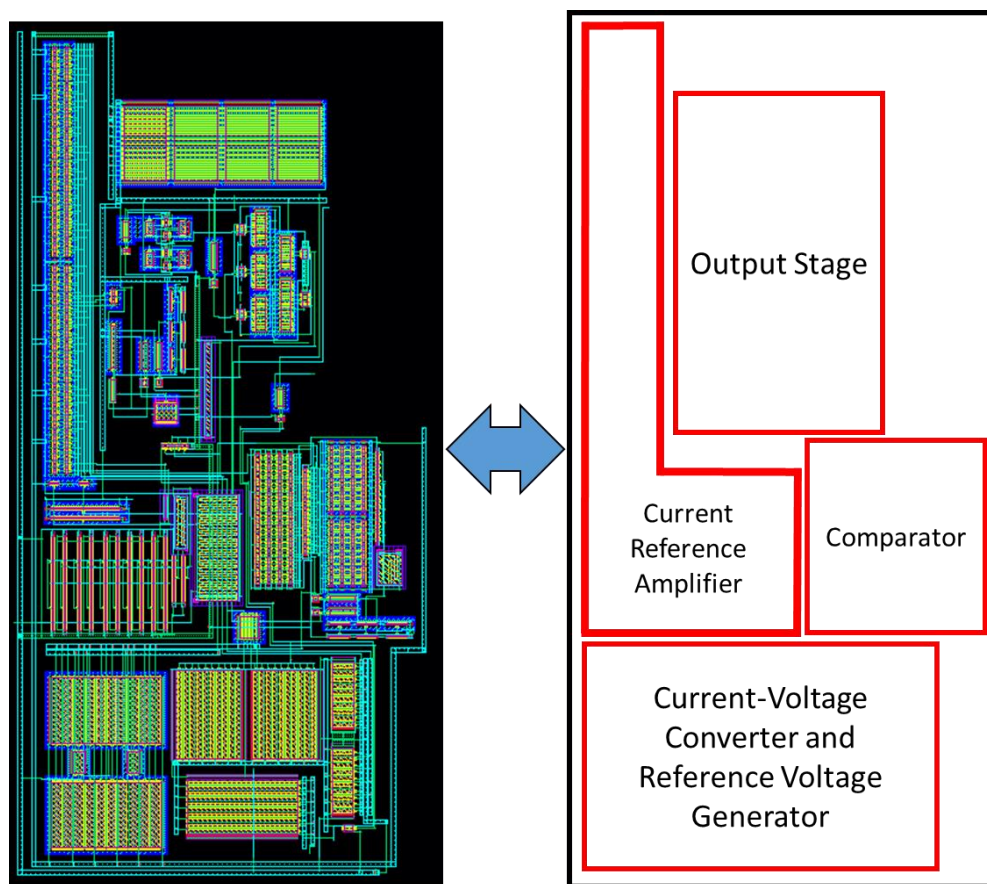 Output Stage
Current
Reference
Amplifier
Comparator
Current-Voltage
Converter and
Reference Voltage
Generator